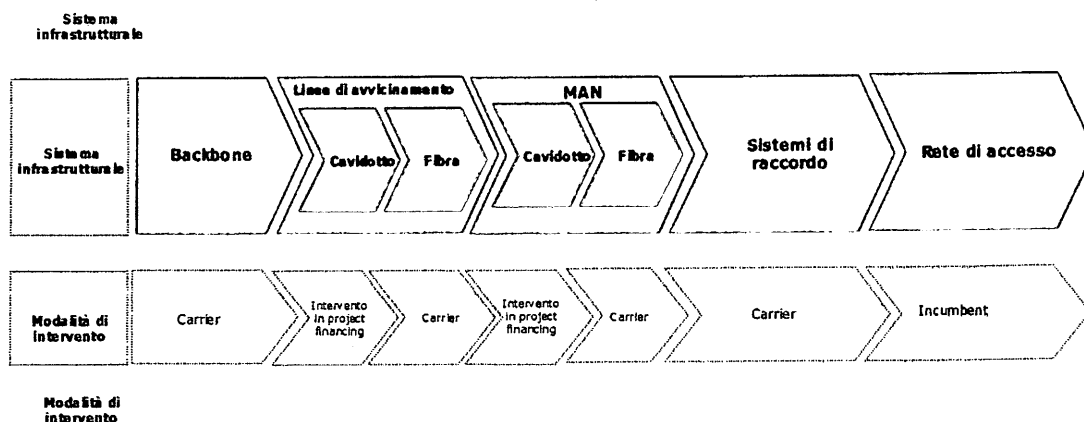 Sistema
infrastrutturale
Linee di avvicinamento
MAN
Sistema
infrastrutturale
Backbone
Cavidotto
Fibra
Cavidotto
Fibra
Sistemi di
raccordo
Rete di accesso
Modalità di
intervento
Carrier
Intervento
in project
financing
Carrier
Intervento
in project
financing
Carrier
Carrier
Incumbent
Modalità di
intervento